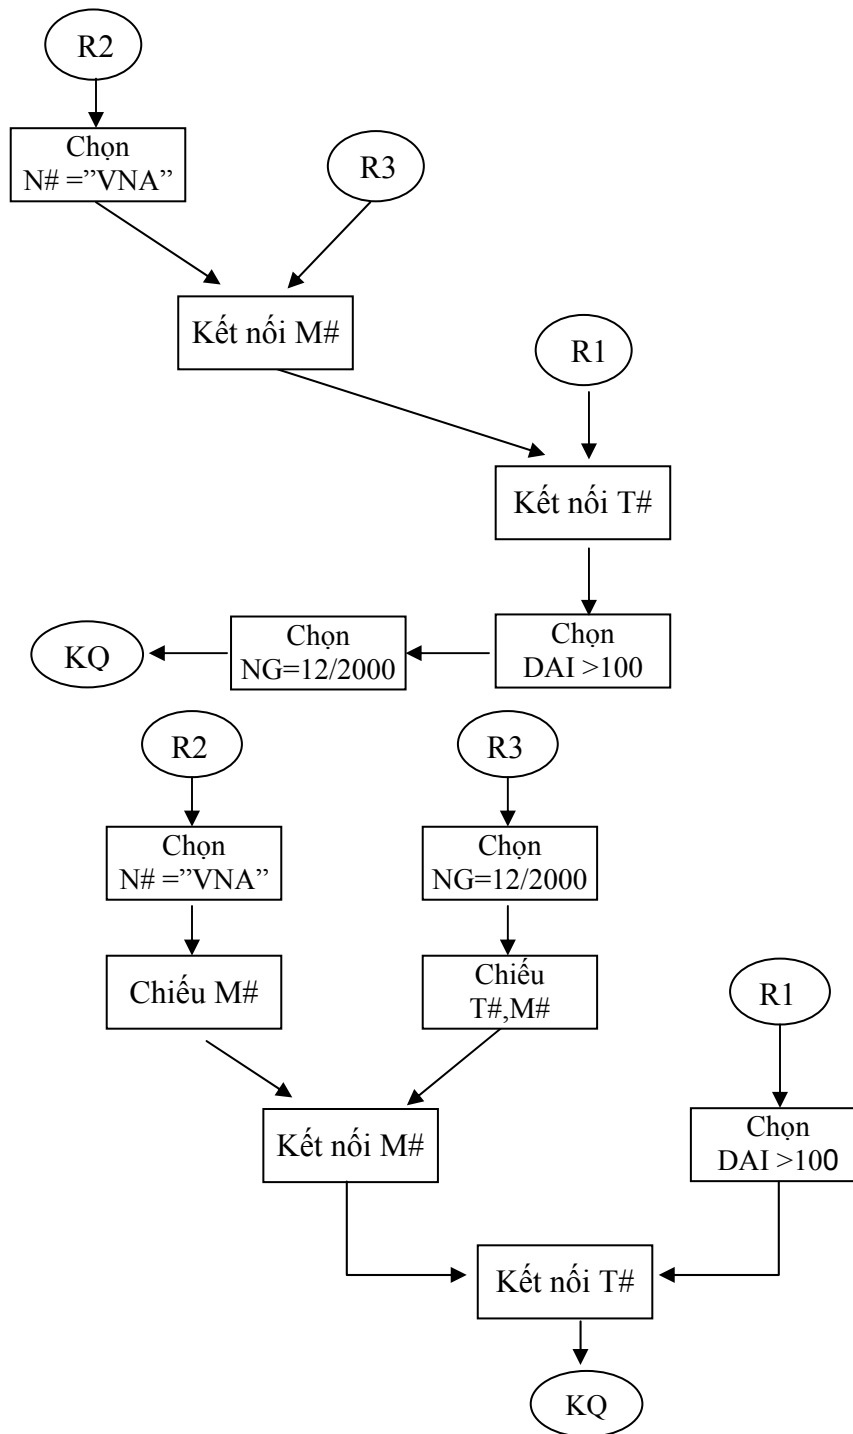 R2
Chọn
N# =”VNA”
R3
Kết nối M#
R1
Kết nối T#
Chọn
DAI >100
Chọn
NG=12/2000
KQ
R2
R3
Chọn
N# =”VNA”
Chọn
NG=12/2000
Chiếu M#
Chiếu
T#,M#
R1
Kết nối M#
Chọn
DAI >100
Kết nối T#
KQ